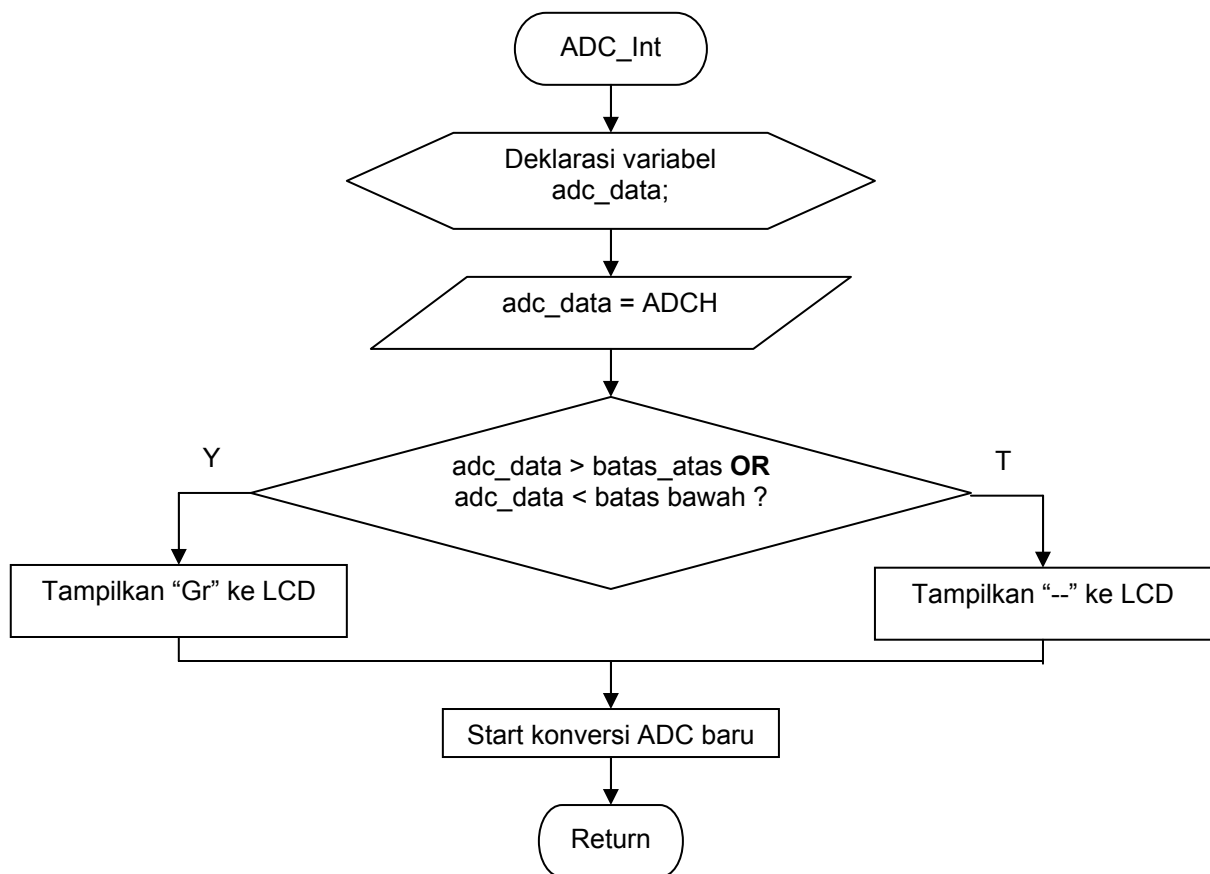 ADC_Int
Deklarasi variabel
adc_data;
adc_data = ADCH
Y
adc_data > batas_atas OR
adc_data < batas bawah ?
T
Tampilkan “Gr” ke LCD
Tampilkan “--” ke LCD
Start konversi ADC baru
Return